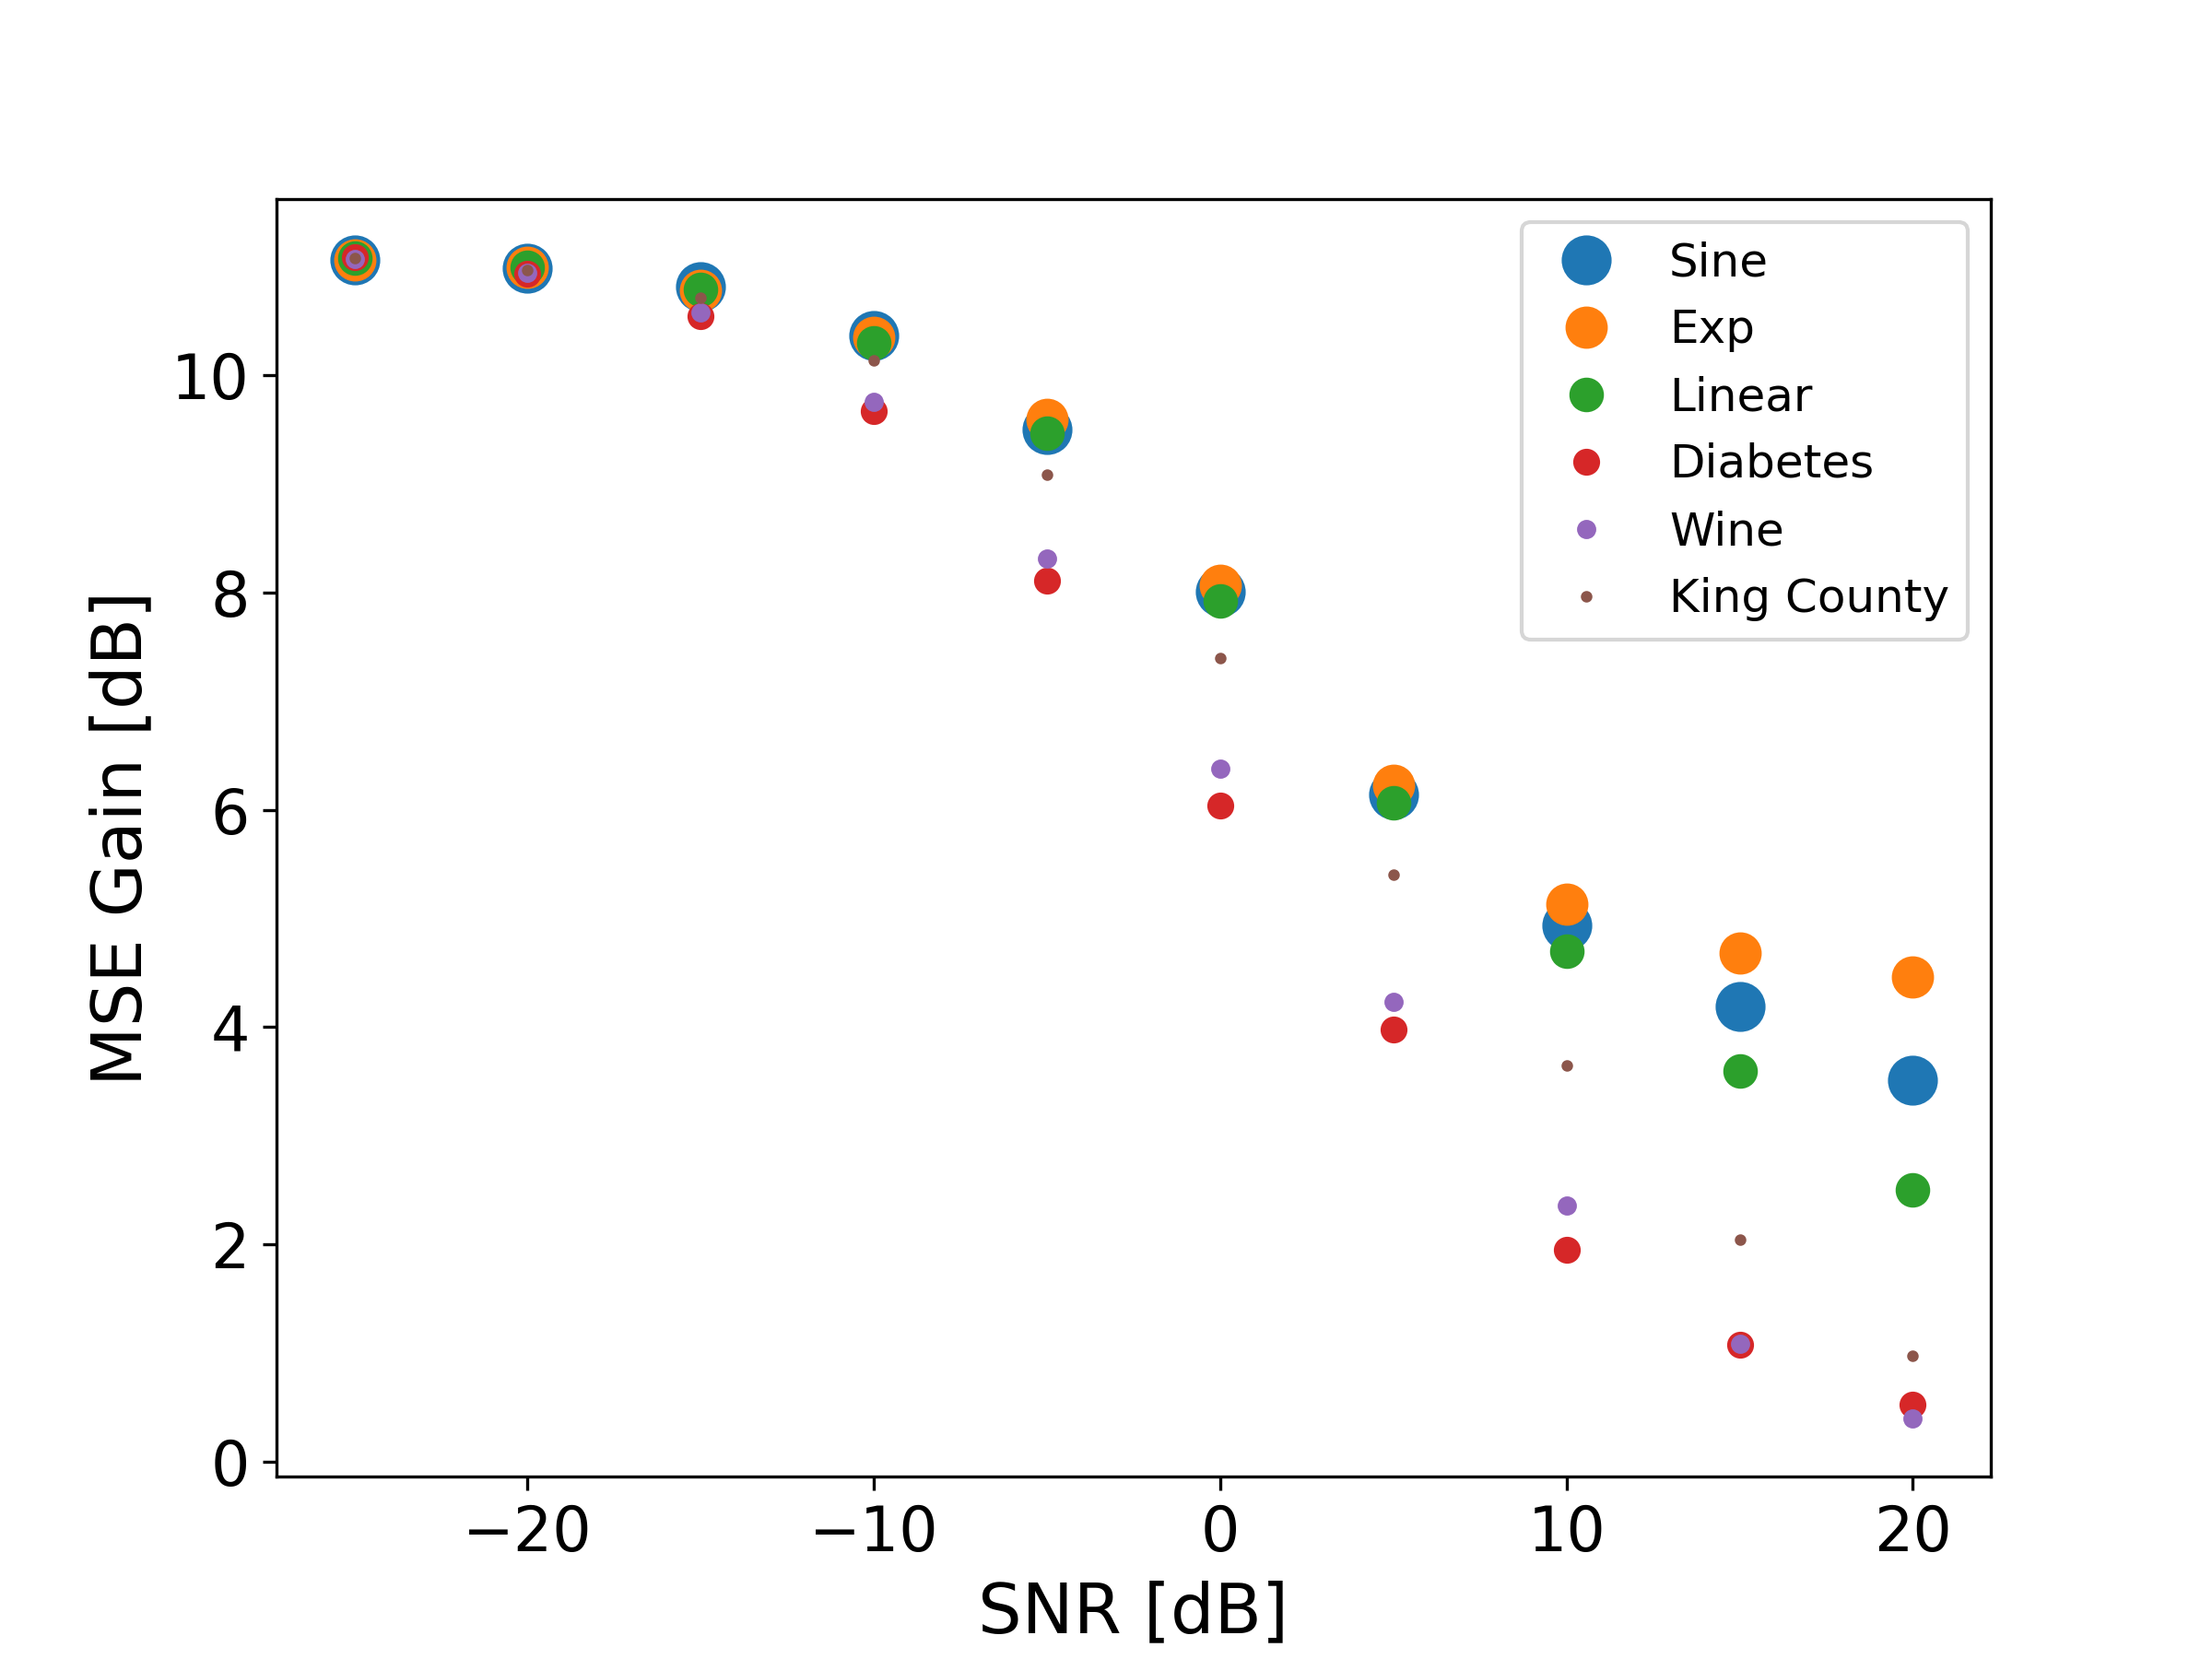 Sine
Exp
Linear
Diabetes
Wine
King County
10
8
6
4
2
0
MSE Gain [dB]
−20
−10
0
10
20
SNR [dB]